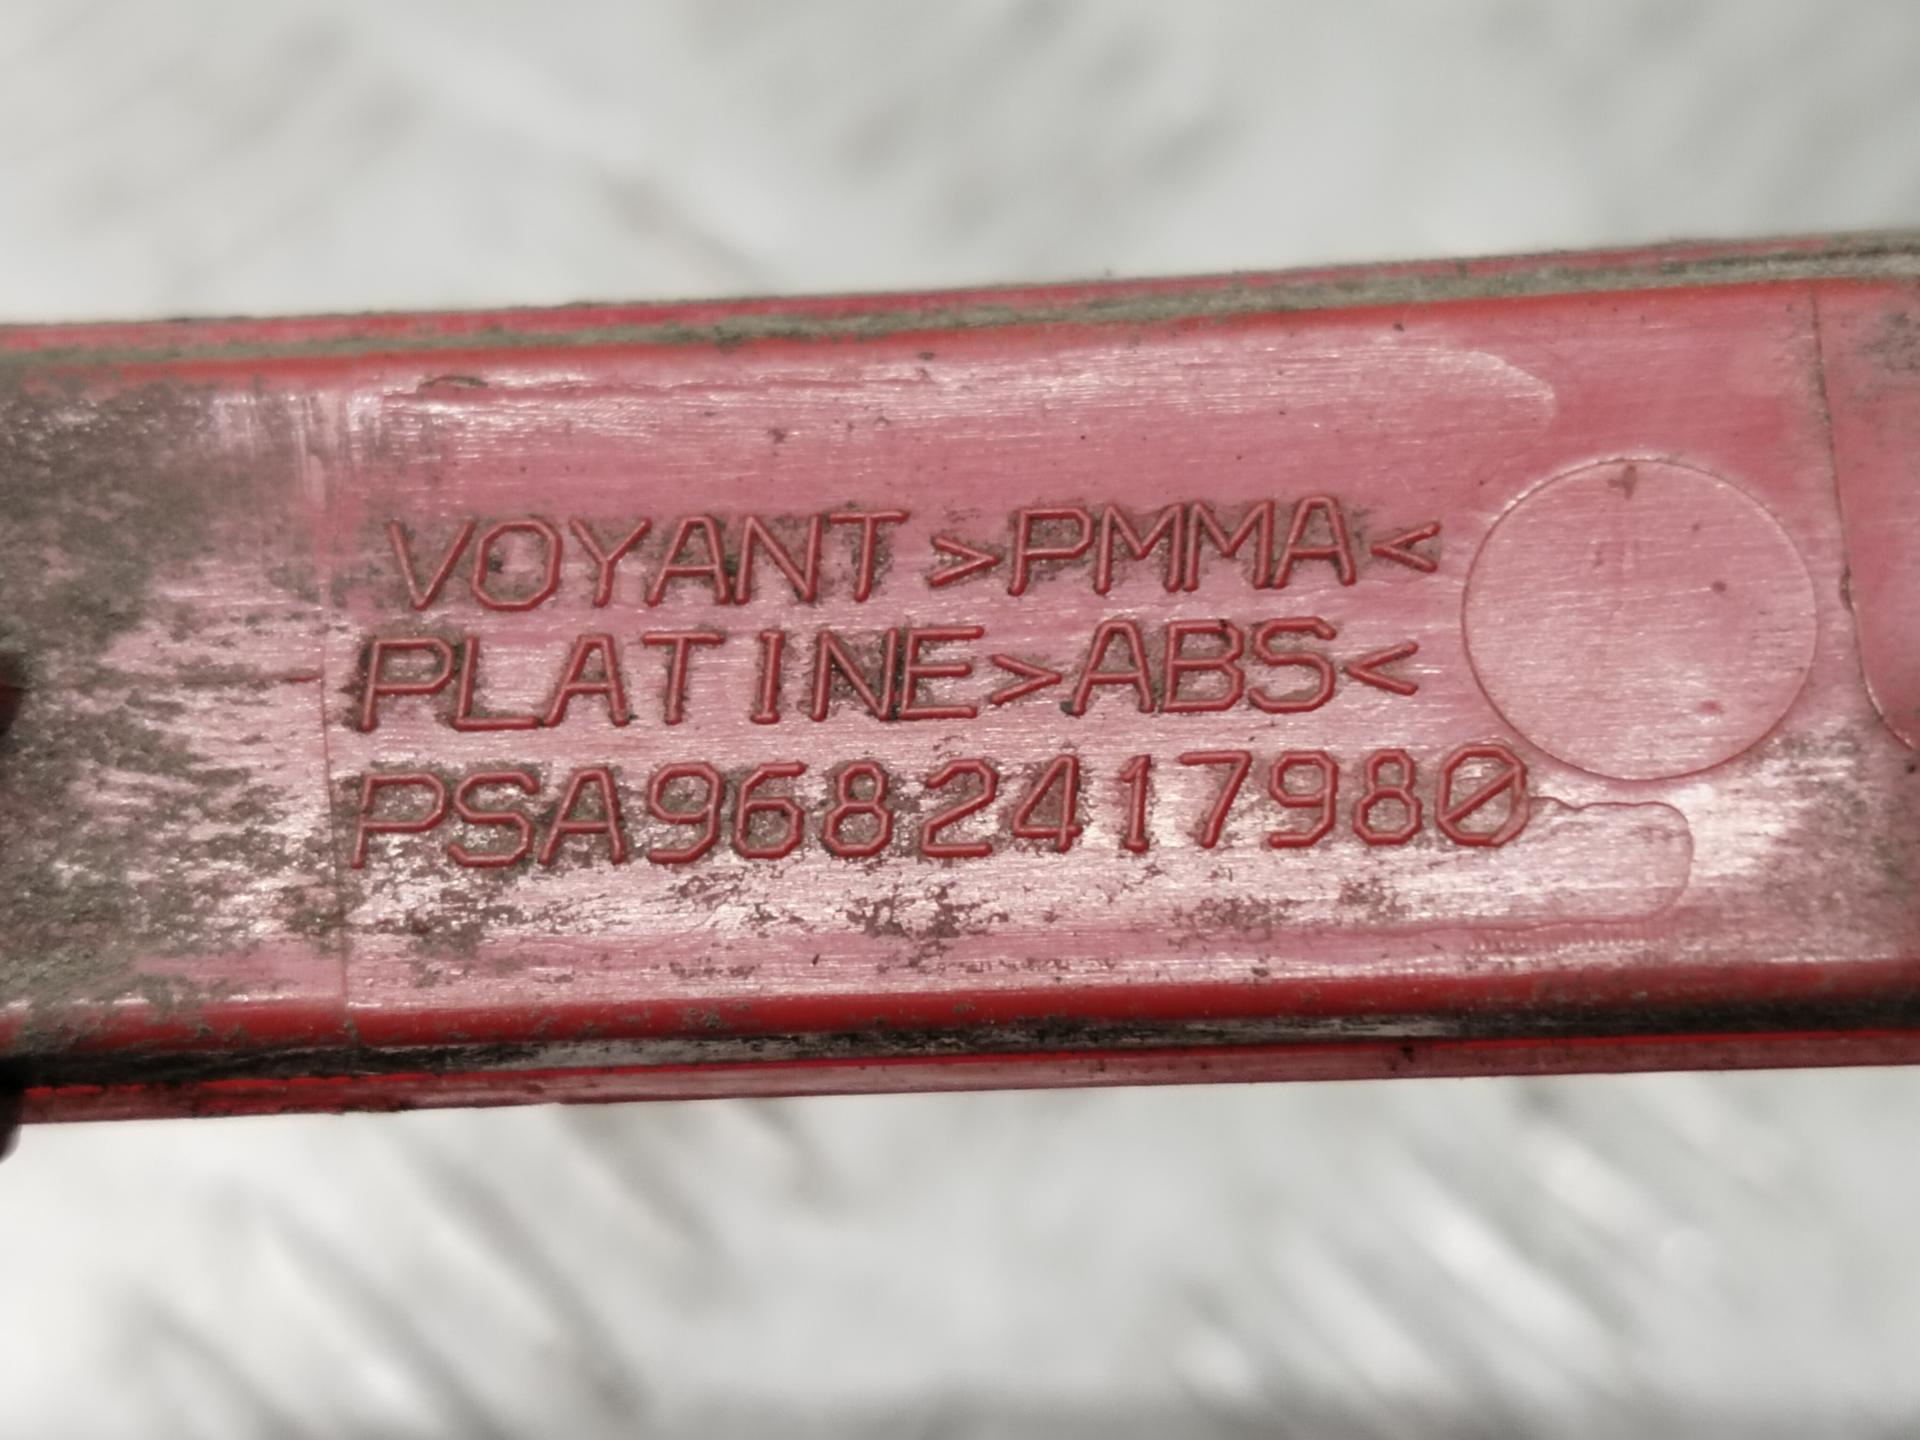 VOYANT >PMMA<
PLATINE >ABS<
PSA9682417980